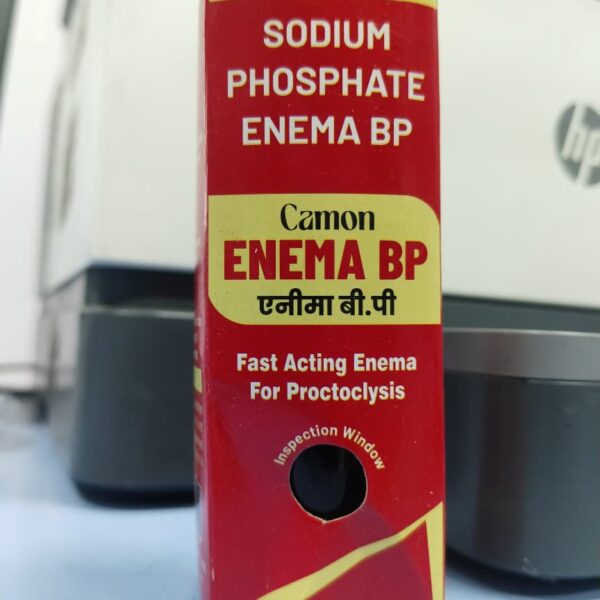 SODIUM
PHOSPHATE
ENEMA BP
Camon
ENEMA BP
एनीमा बी.पी
Fast Acting Enema
For Proctoclysis
Inspection Window
hp